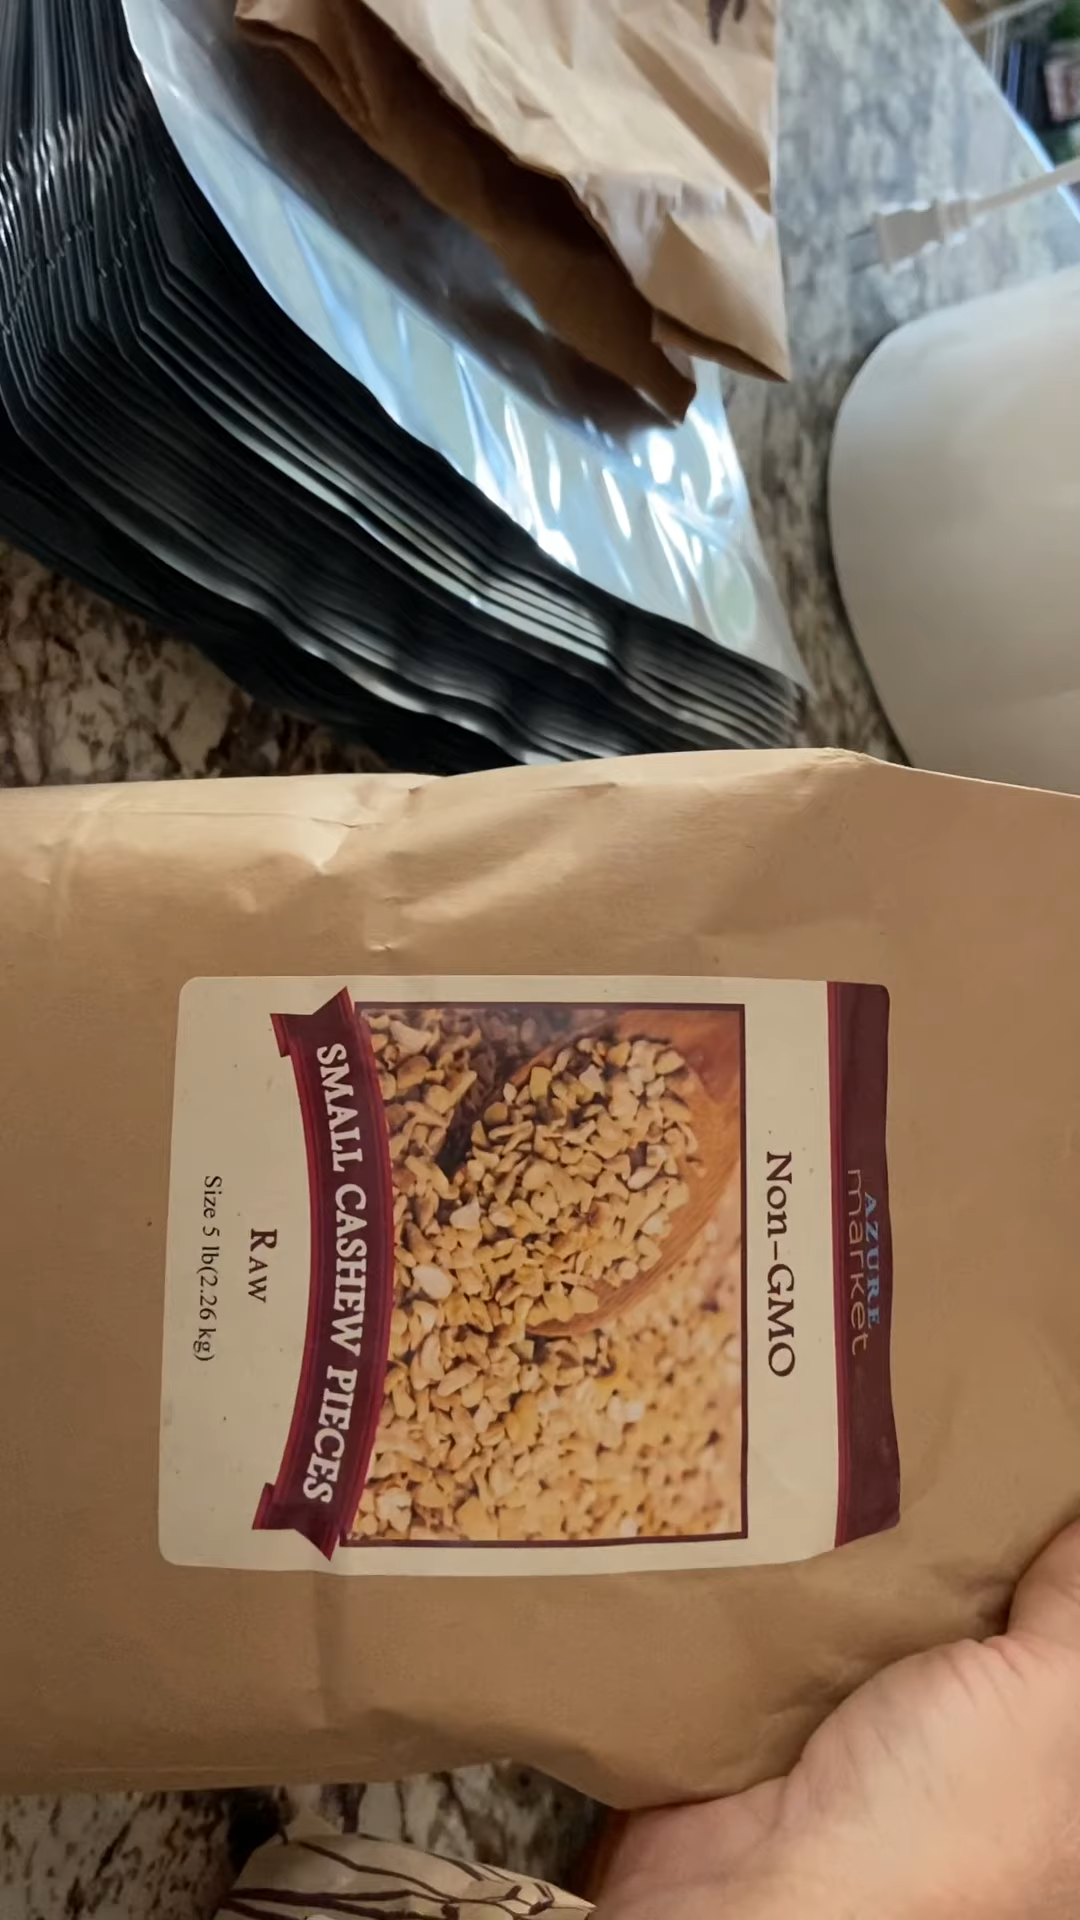 AZURE
market
Non-GMO
SMALL CASHEW PIECES
RAW
Size 5 lb(2.26 kg)